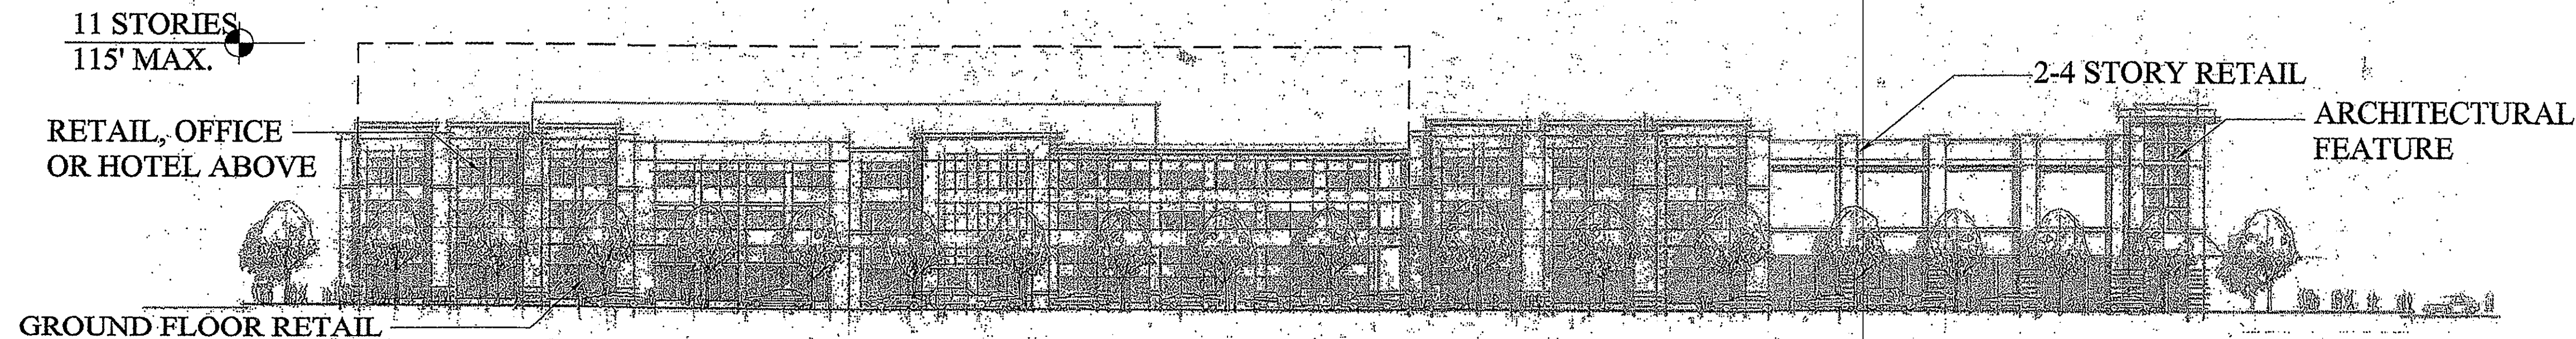 11 STORIES
115' MAX.
RETAIL, OFFICE
OR HOTEL ABOVE
GROUND FLOOR RETAIL
2-4 STORY RETAIL
ARCHITECTURAL
FEATURE